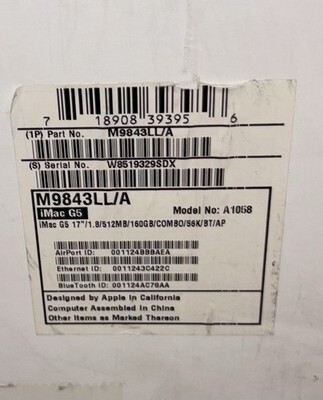 7 18908 39395 6
(1P) Part No. M9843LL/A
(S) Serial No. W8519329SDX
M9843LL/A
iMac G5 Model No: A1058
iMac G5 17"/1.8/512MB/160GB/COMBO/56K/BT/AP
AirPort ID: 001124BBBAEA
Ethernet ID: 0011243C422C
BlueTooth ID: 001124AC79AA
Designed by Apple in California
Computer Assembled in China
Other Items as Marked Thereon